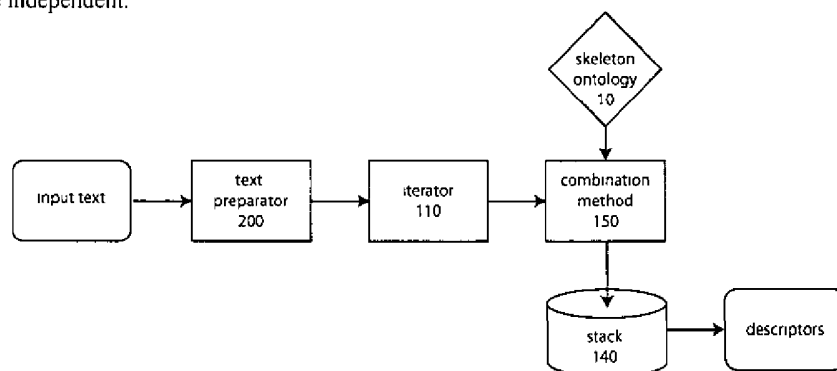 independent.
skeleton
ontology
10
input text
text
preparator
200
iterator
110
combination
method
150
stack
140
descriptors